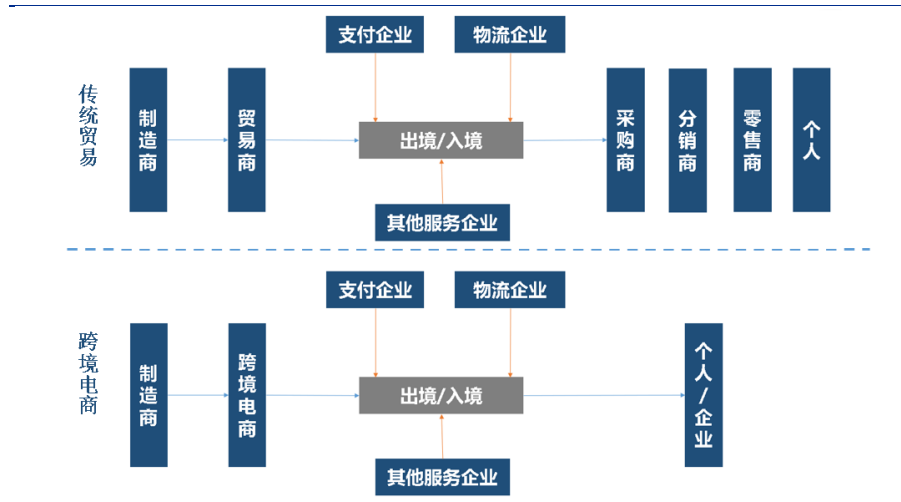 传统贸易
支付企业
物流企业
制造商
贸易商
出境/入境
采购商
分销商
零售商
个人
其他服务企业
跨境电商
支付企业
物流企业
制造商
跨境电商
出境/入境
个人/企业
其他服务企业